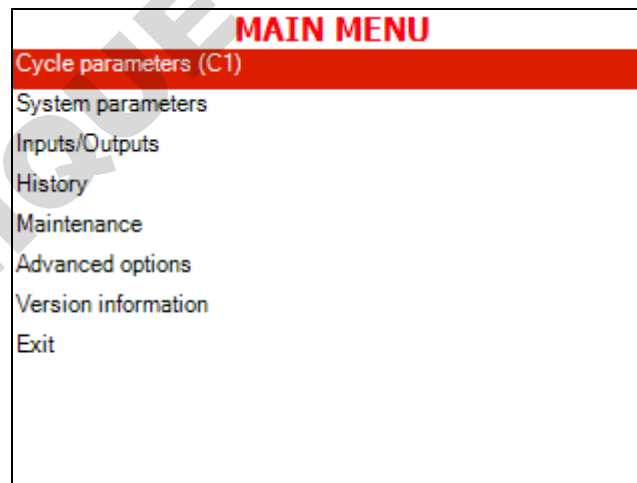 MAIN MENU
Cycle parameters (C1)
System parameters
Inputs/Outputs
History
Maintenance
Advanced options
Version information
Exit